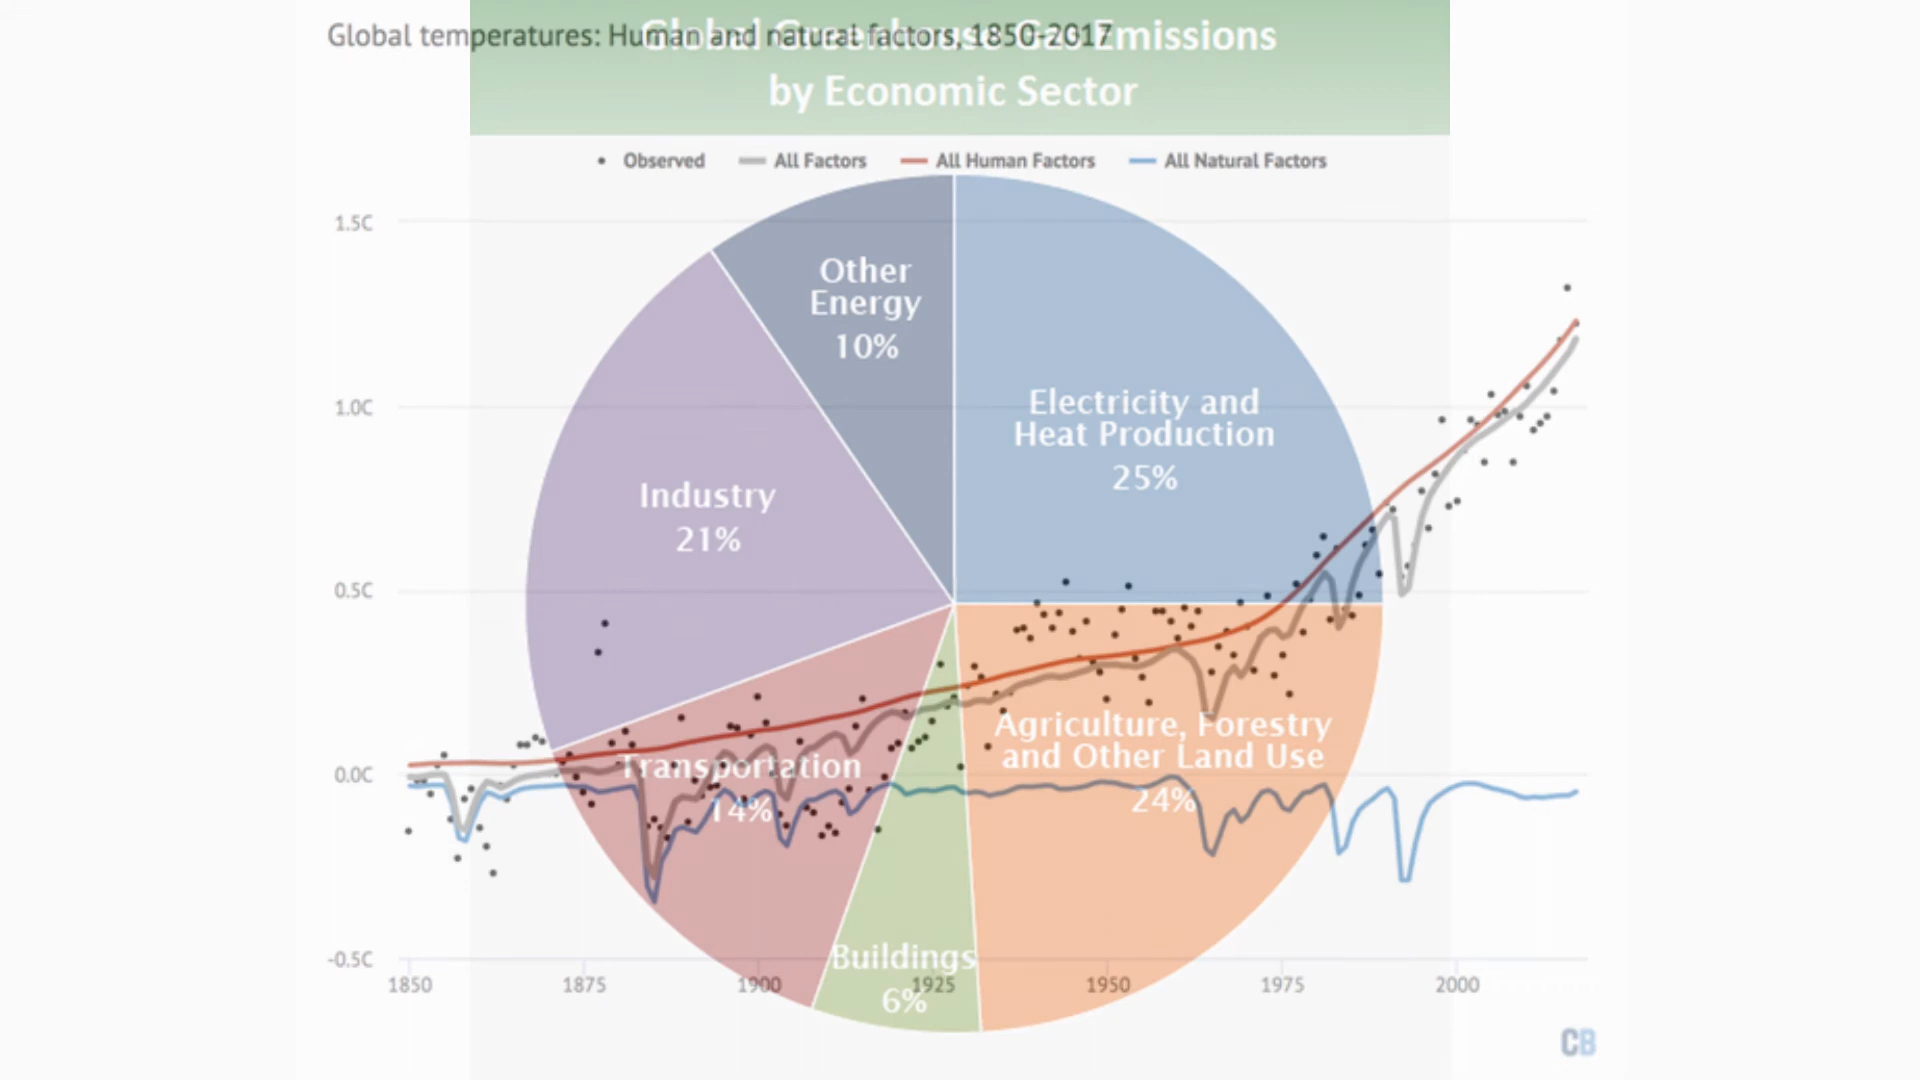 Global temperatures: Human and natural factors, 1850-2017
Global Greenhouse Gas Emissions
by Economic Sector
Observed
All Factors
All Human Factors
All Natural Factors
1.5C
1.0C
0.5C
0.0C
-0.5C
Other
Energy
10%
Electricity and
Heat Production
25%
Industry
21%
Agriculture, Forestry
and Other Land Use
24%
Transportation
14%
Buildings
6%
1850
1875
1900
1925
1950
1975
2000
CB